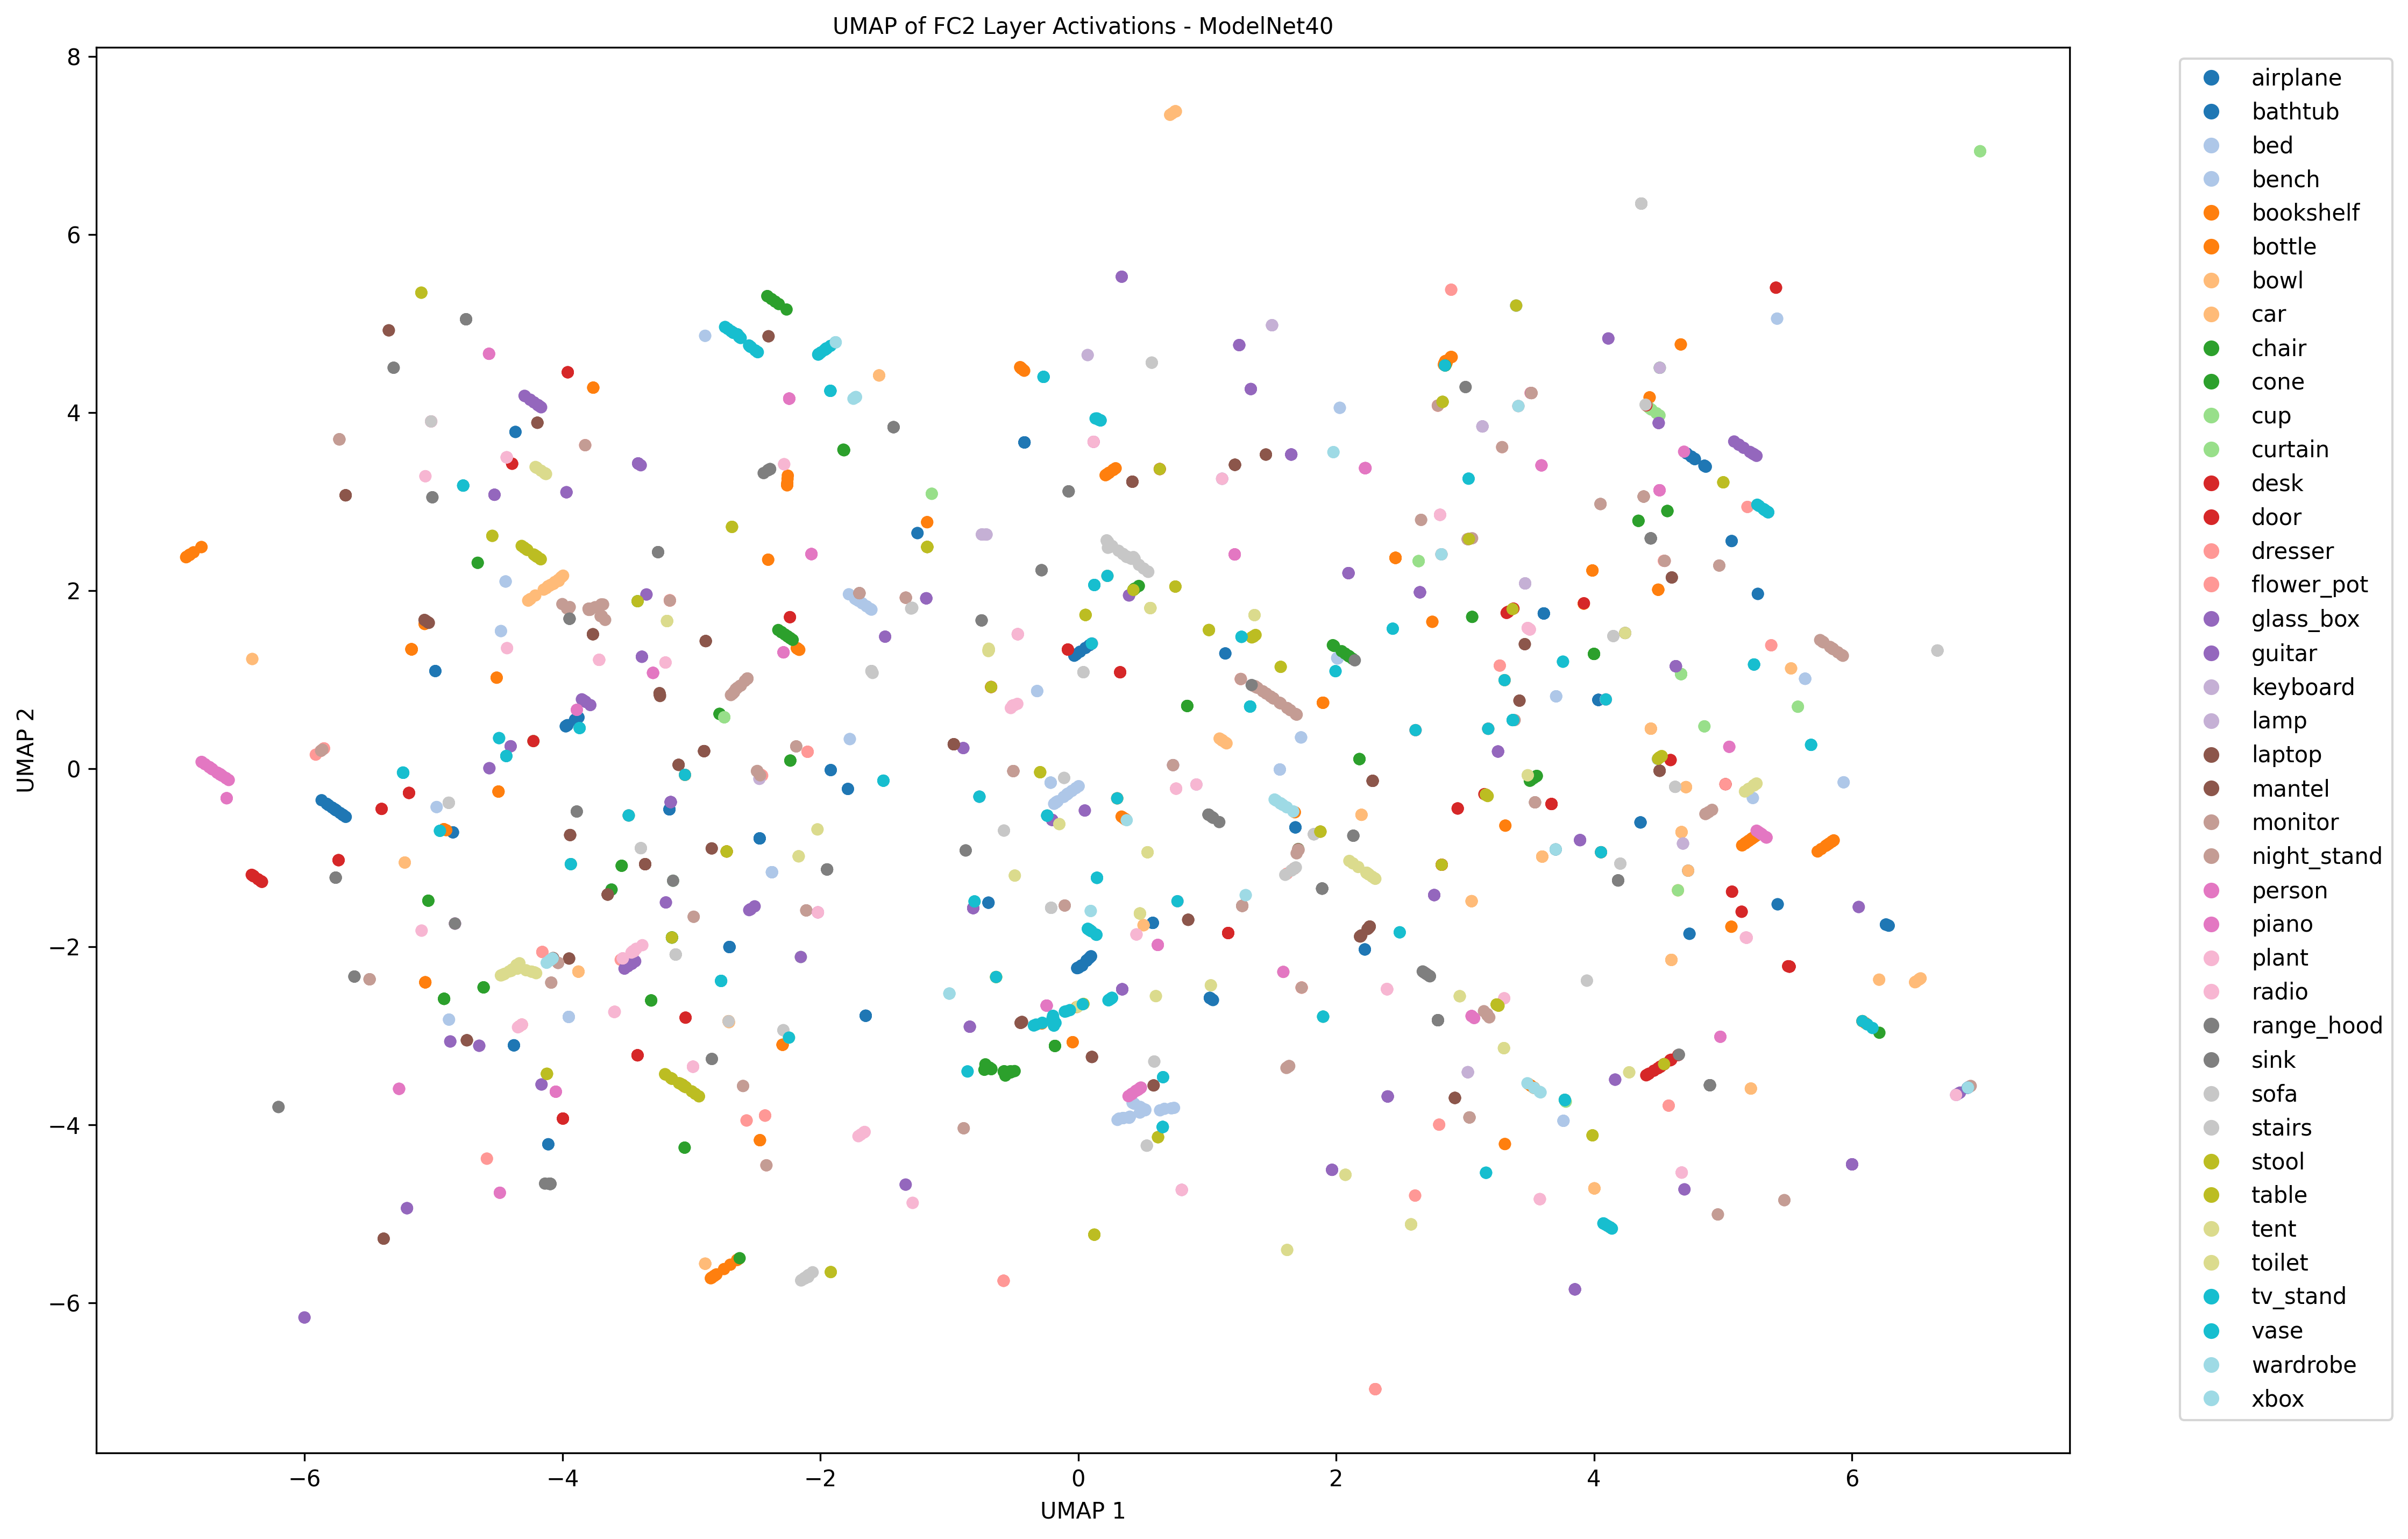 UMAP of FC2 Layer Activations - ModelNet40
8
6
4
2
0
−2
−4
−6
UMAP 2
−6
−4
−2
0
2
4
6
UMAP 1
airplane
bathtub
bed
bench
bookshelf
bottle
bowl
car
chair
cone
cup
curtain
desk
door
dresser
flower_pot
glass_box
guitar
keyboard
lamp
laptop
mantel
monitor
night_stand
person
piano
plant
radio
range_hood
sink
sofa
stairs
stool
table
tent
toilet
tv_stand
vase
wardrobe
xbox